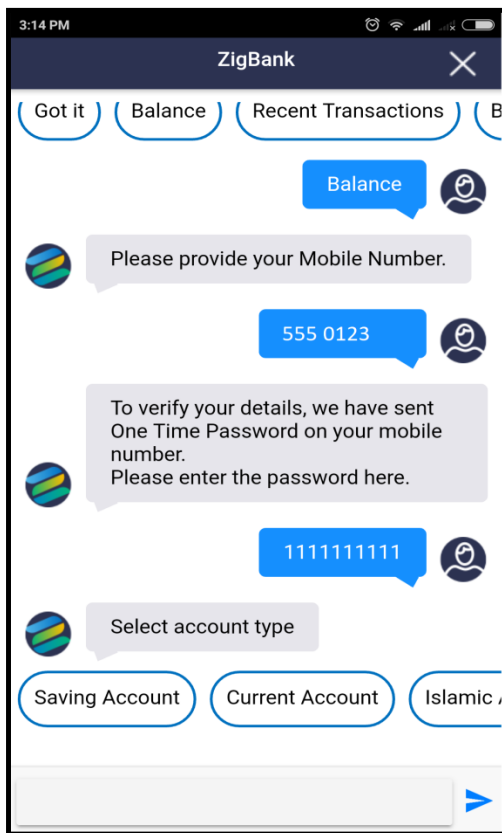 3:14 PM
ZigBank
Got it Balance Recent Transactions B
Balance
Please provide your Mobile Number.
555 0123
To verify your details, we have sent
One Time Password on your mobile
number.
Please enter the password here.
1111111111
Select account type
Saving Account Current Account Islamic